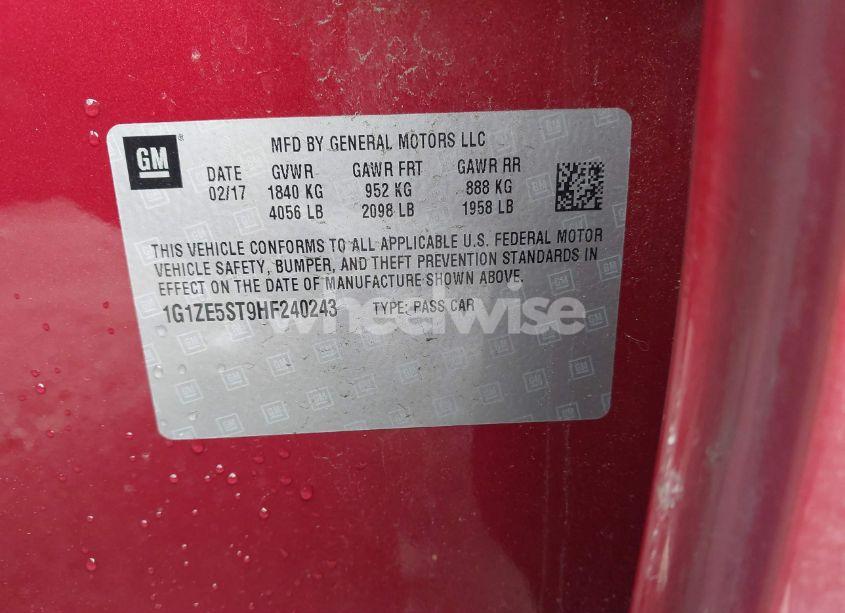 GM ®
MFD BY GENERAL MOTORS LLC
DATE GVWR GAWR FRT GAWR RR
02/17 1840 KG 952 KG 888 KG
4056 LB 2098 LB 1958 LB
THIS VEHICLE CONFORMS TO ALL APPLICABLE U.S. FEDERAL MOTOR
VEHICLE SAFETY, BUMPER, AND THEFT PREVENTION STANDARDS IN
EFFECT ON THE DATE OF MANUFACTURE SHOWN ABOVE.
1G1ZE5ST9HF240243 TYPE: PASS CAR
wheelwise